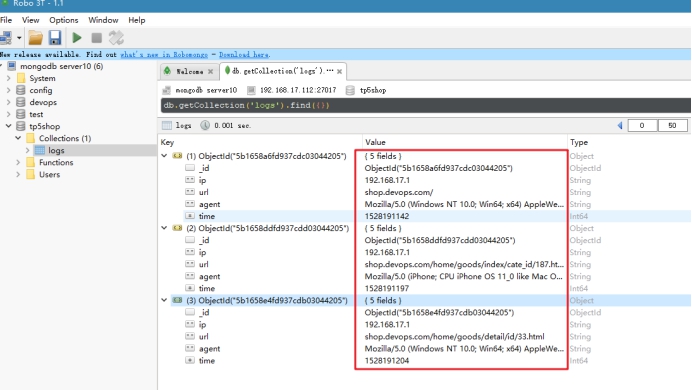 Robo 3T - 1.1
File View Options Window Help
New release available. Find out what's new in Robomongo - Download here.
mongodb server10 (6)
System
config
devops
test
tp5shop
Collections (1)
logs
Functions
Users
Welcome db.getCollection('logs').···
mongodb server10 192.168.17.112:27017 tp5shop
db.getCollection('logs').find({})
logs 0.001 sec. 0 50
Key Value Type
(1) ObjectId("5b1658a6fd937cdc03044205") { 5 fields } Object
_id ObjectId("5b1658a6fd937cdc03044205") ObjectId
ip 192.168.17.1 String
url shop.devops.com/ String
agent Mozilla/5.0 (Windows NT 10.0; Win64; x64) AppleWe... String
time 1528191142 Int64
(2) ObjectId("5b1658ddfd937cdd03044205") { 5 fields } Object
_id ObjectId("5b1658ddfd937cdd03044205") ObjectId
ip 192.168.17.1 String
url shop.devops.com/home/goods/index/cate_id/187.ht... String
agent Mozilla/5.0 (iPhone; CPU iPhone OS 11_0 like Mac O... String
time 1528191197 Int64
(3) ObjectId("5b1658e4fd937cdb03044205") { 5 fields } Object
_id ObjectId("5b1658e4fd937cdb03044205") ObjectId
ip 192.168.17.1 String
url shop.devops.com/home/goods/detail/id/33.html String
agent Mozilla/5.0 (Windows NT 10.0; Win64; x64) AppleWe... String
time 1528191204 Int64